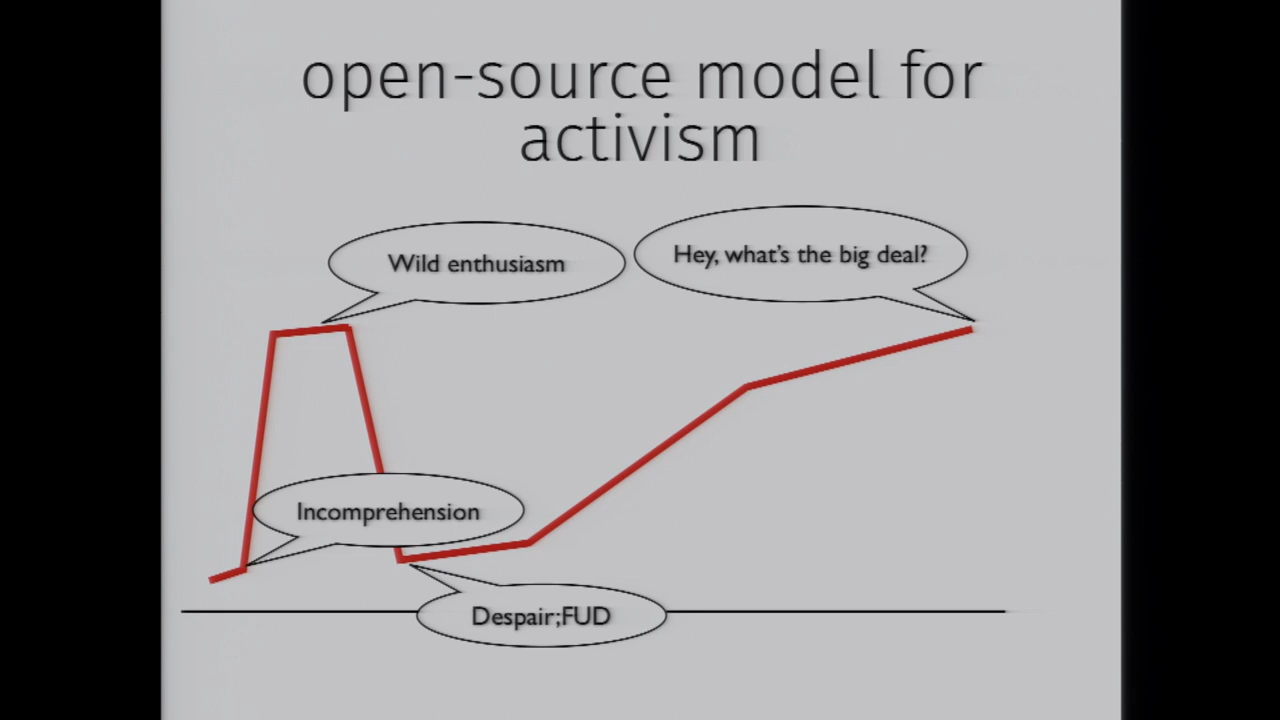 open-source model for
activism
Wild enthusiasm
Hey, what's the big deal?
Incomprehension
Despair;FUD